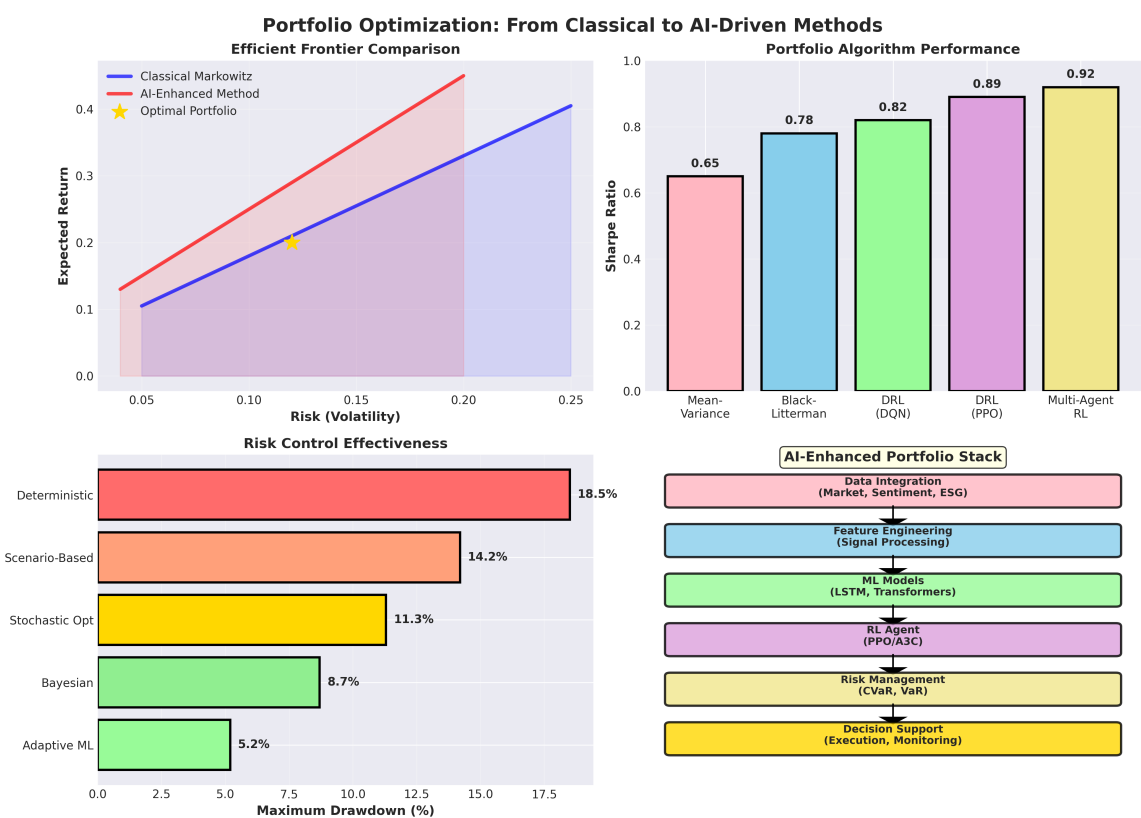 Portfolio Optimization: From Classical to AI-Driven Methods
Efficient Frontier Comparison
Classical Markowitz
AI-Enhanced Method
Optimal Portfolio
Expected Return
0.4
0.3
0.2
0.1
0.0
0.05
0.10
0.15
0.20
0.25
Risk (Volatility)
Portfolio Algorithm Performance
Sharpe Ratio
1.0
0.8
0.6
0.4
0.2
0.0
0.65
0.78
0.82
0.89
0.92
Mean-
Variance
Black-
Litterman
DRL
(DQN)
DRL
(PPO)
Multi-Agent
RL
Risk Control Effectiveness
Deterministic
18.5%
Scenario-Based
14.2%
Stochastic Opt
11.3%
Bayesian
8.7%
Adaptive ML
5.2%
0.0
2.5
5.0
7.5
10.0
12.5
15.0
17.5
Maximum Drawdown (%)
AI-Enhanced Portfolio Stack
Data Integration
(Market, Sentiment, ESG)
Feature Engineering
(Signal Processing)
ML Models
(LSTM, Transformers)
RL Agent
(PPO/A3C)
Risk Management
(CVaR, VaR)
Decision Support
(Execution, Monitoring)